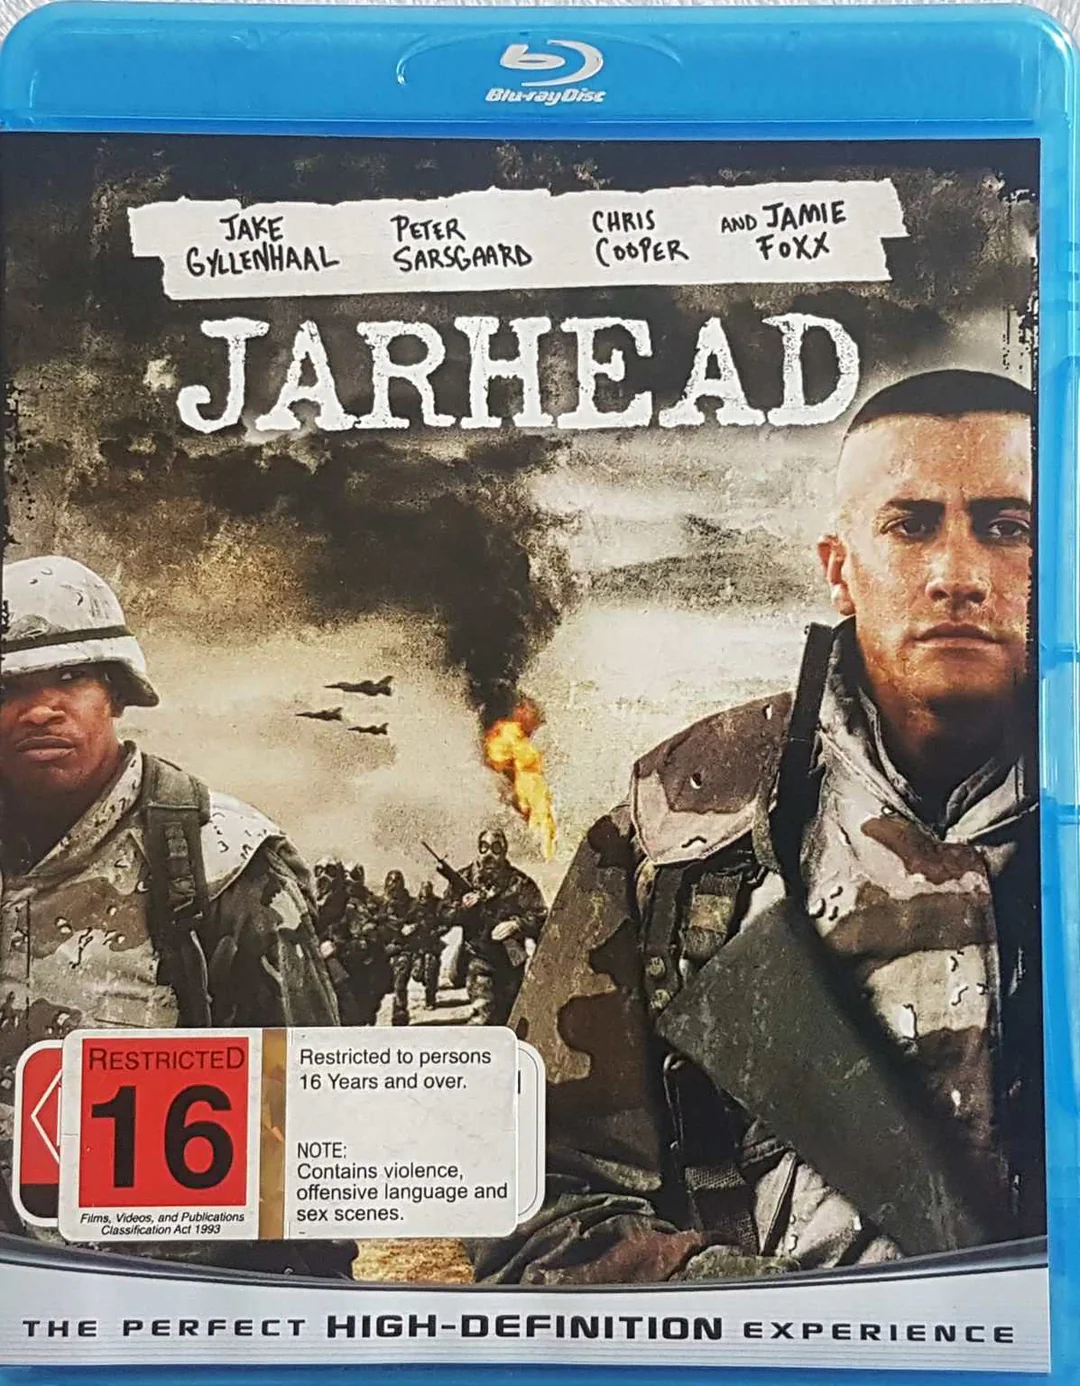 Blu-ray Disc
JAKE GYLLENHAAL
PETER SARSGAARD
CHRIS COOPER
AND JAMIE FOXX
JARHEAD
RESTRICTED
16
Films, Videos, and Publications
Classification Act 1993
Restricted to persons
16 Years and over.
NOTE:
Contains violence,
offensive language and
sex scenes.
THE PERFECT HIGH-DEFINITION EXPERIENCE